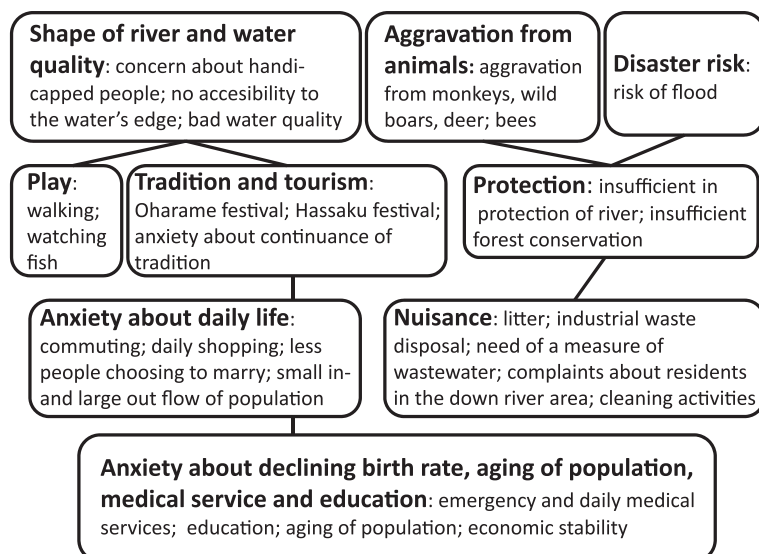 Shape of river and water
quality: concern about handi-
capped people; no accesibility to
the water's edge; bad water quality
Aggravation from
animals: aggravation
from monkeys, wild
boars, deer; bees
Disaster risk:
risk of flood
Play:
walking;
watching
fish
Tradition and tourism:
Oharame festival; Hassaku festival;
anxiety about continuance of
tradition
Protection: insufficient in
protection of river; insufficient
forest conservation
Anxiety about daily life:
commuting; daily shopping; less
people choosing to marry; small in-
and large out flow of population
Nuisance: litter; industrial waste
disposal; need of a measure of
wastewater; complaints about residents
in the down river area; cleaning activities
Anxiety about declining birth rate, aging of population,
medical service and education: emergency and daily medical
services; education; aging of population; economic stability